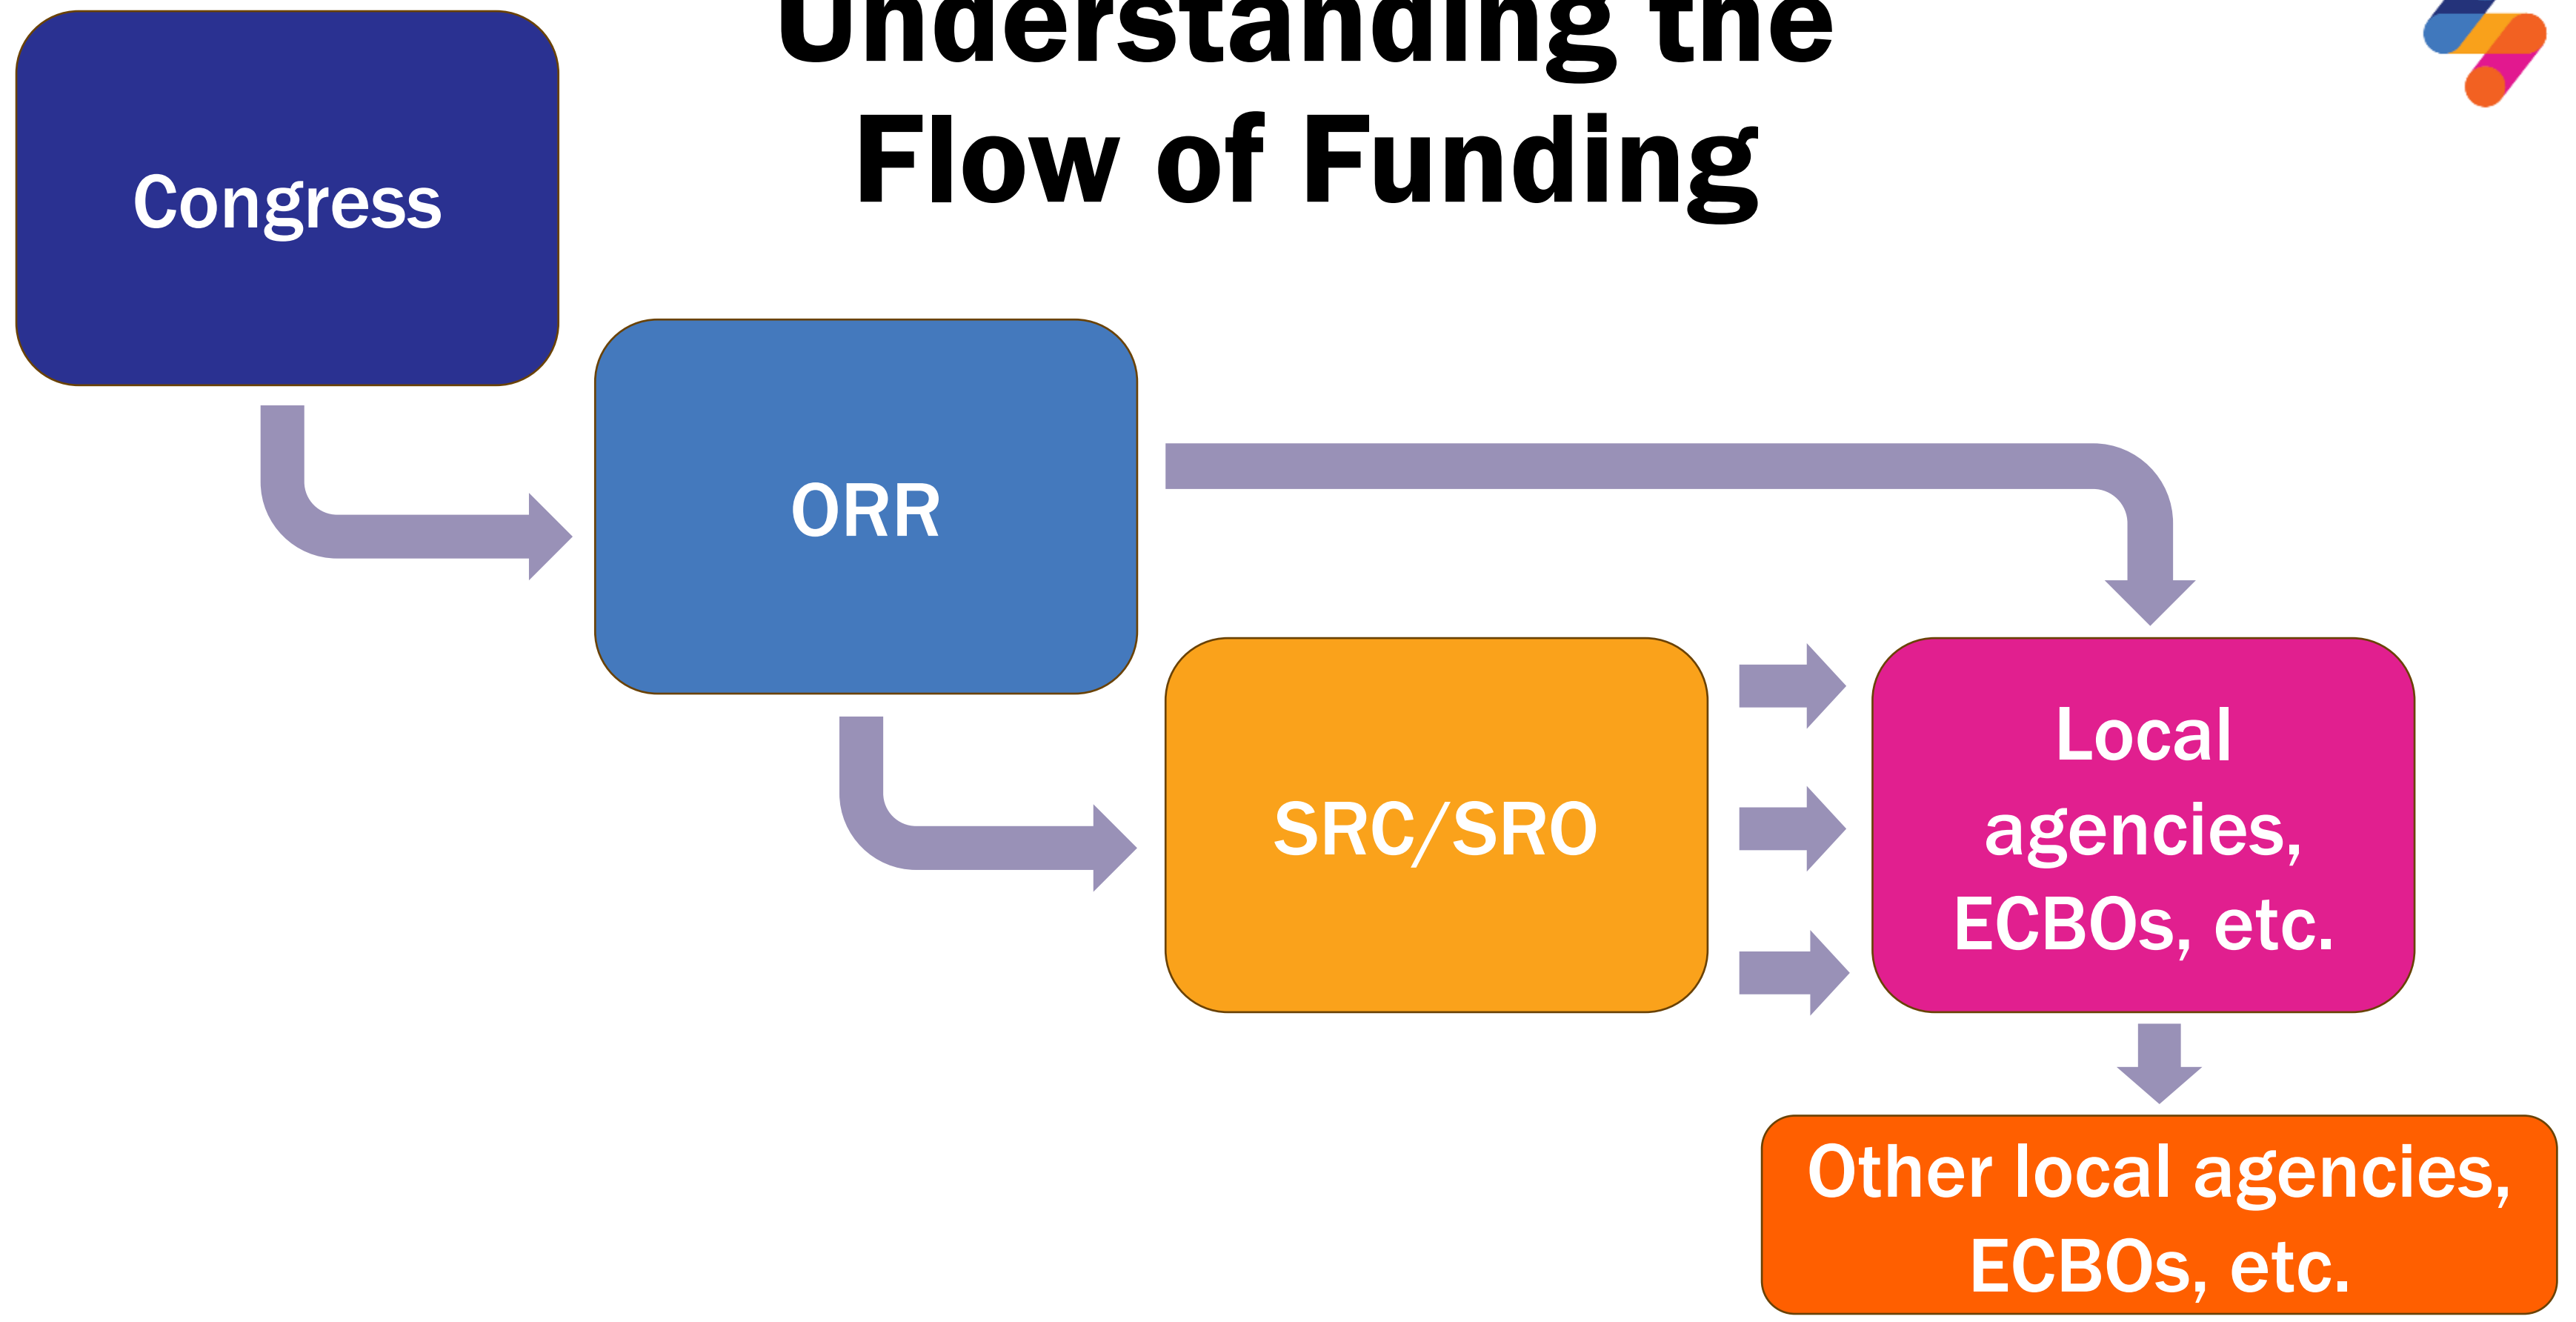 Understanding the
Flow of Funding
Congress
ORR
SRC/SRO
Local
agencies,
ECBOs, etc.
Other local agencies,
ECBOs, etc.